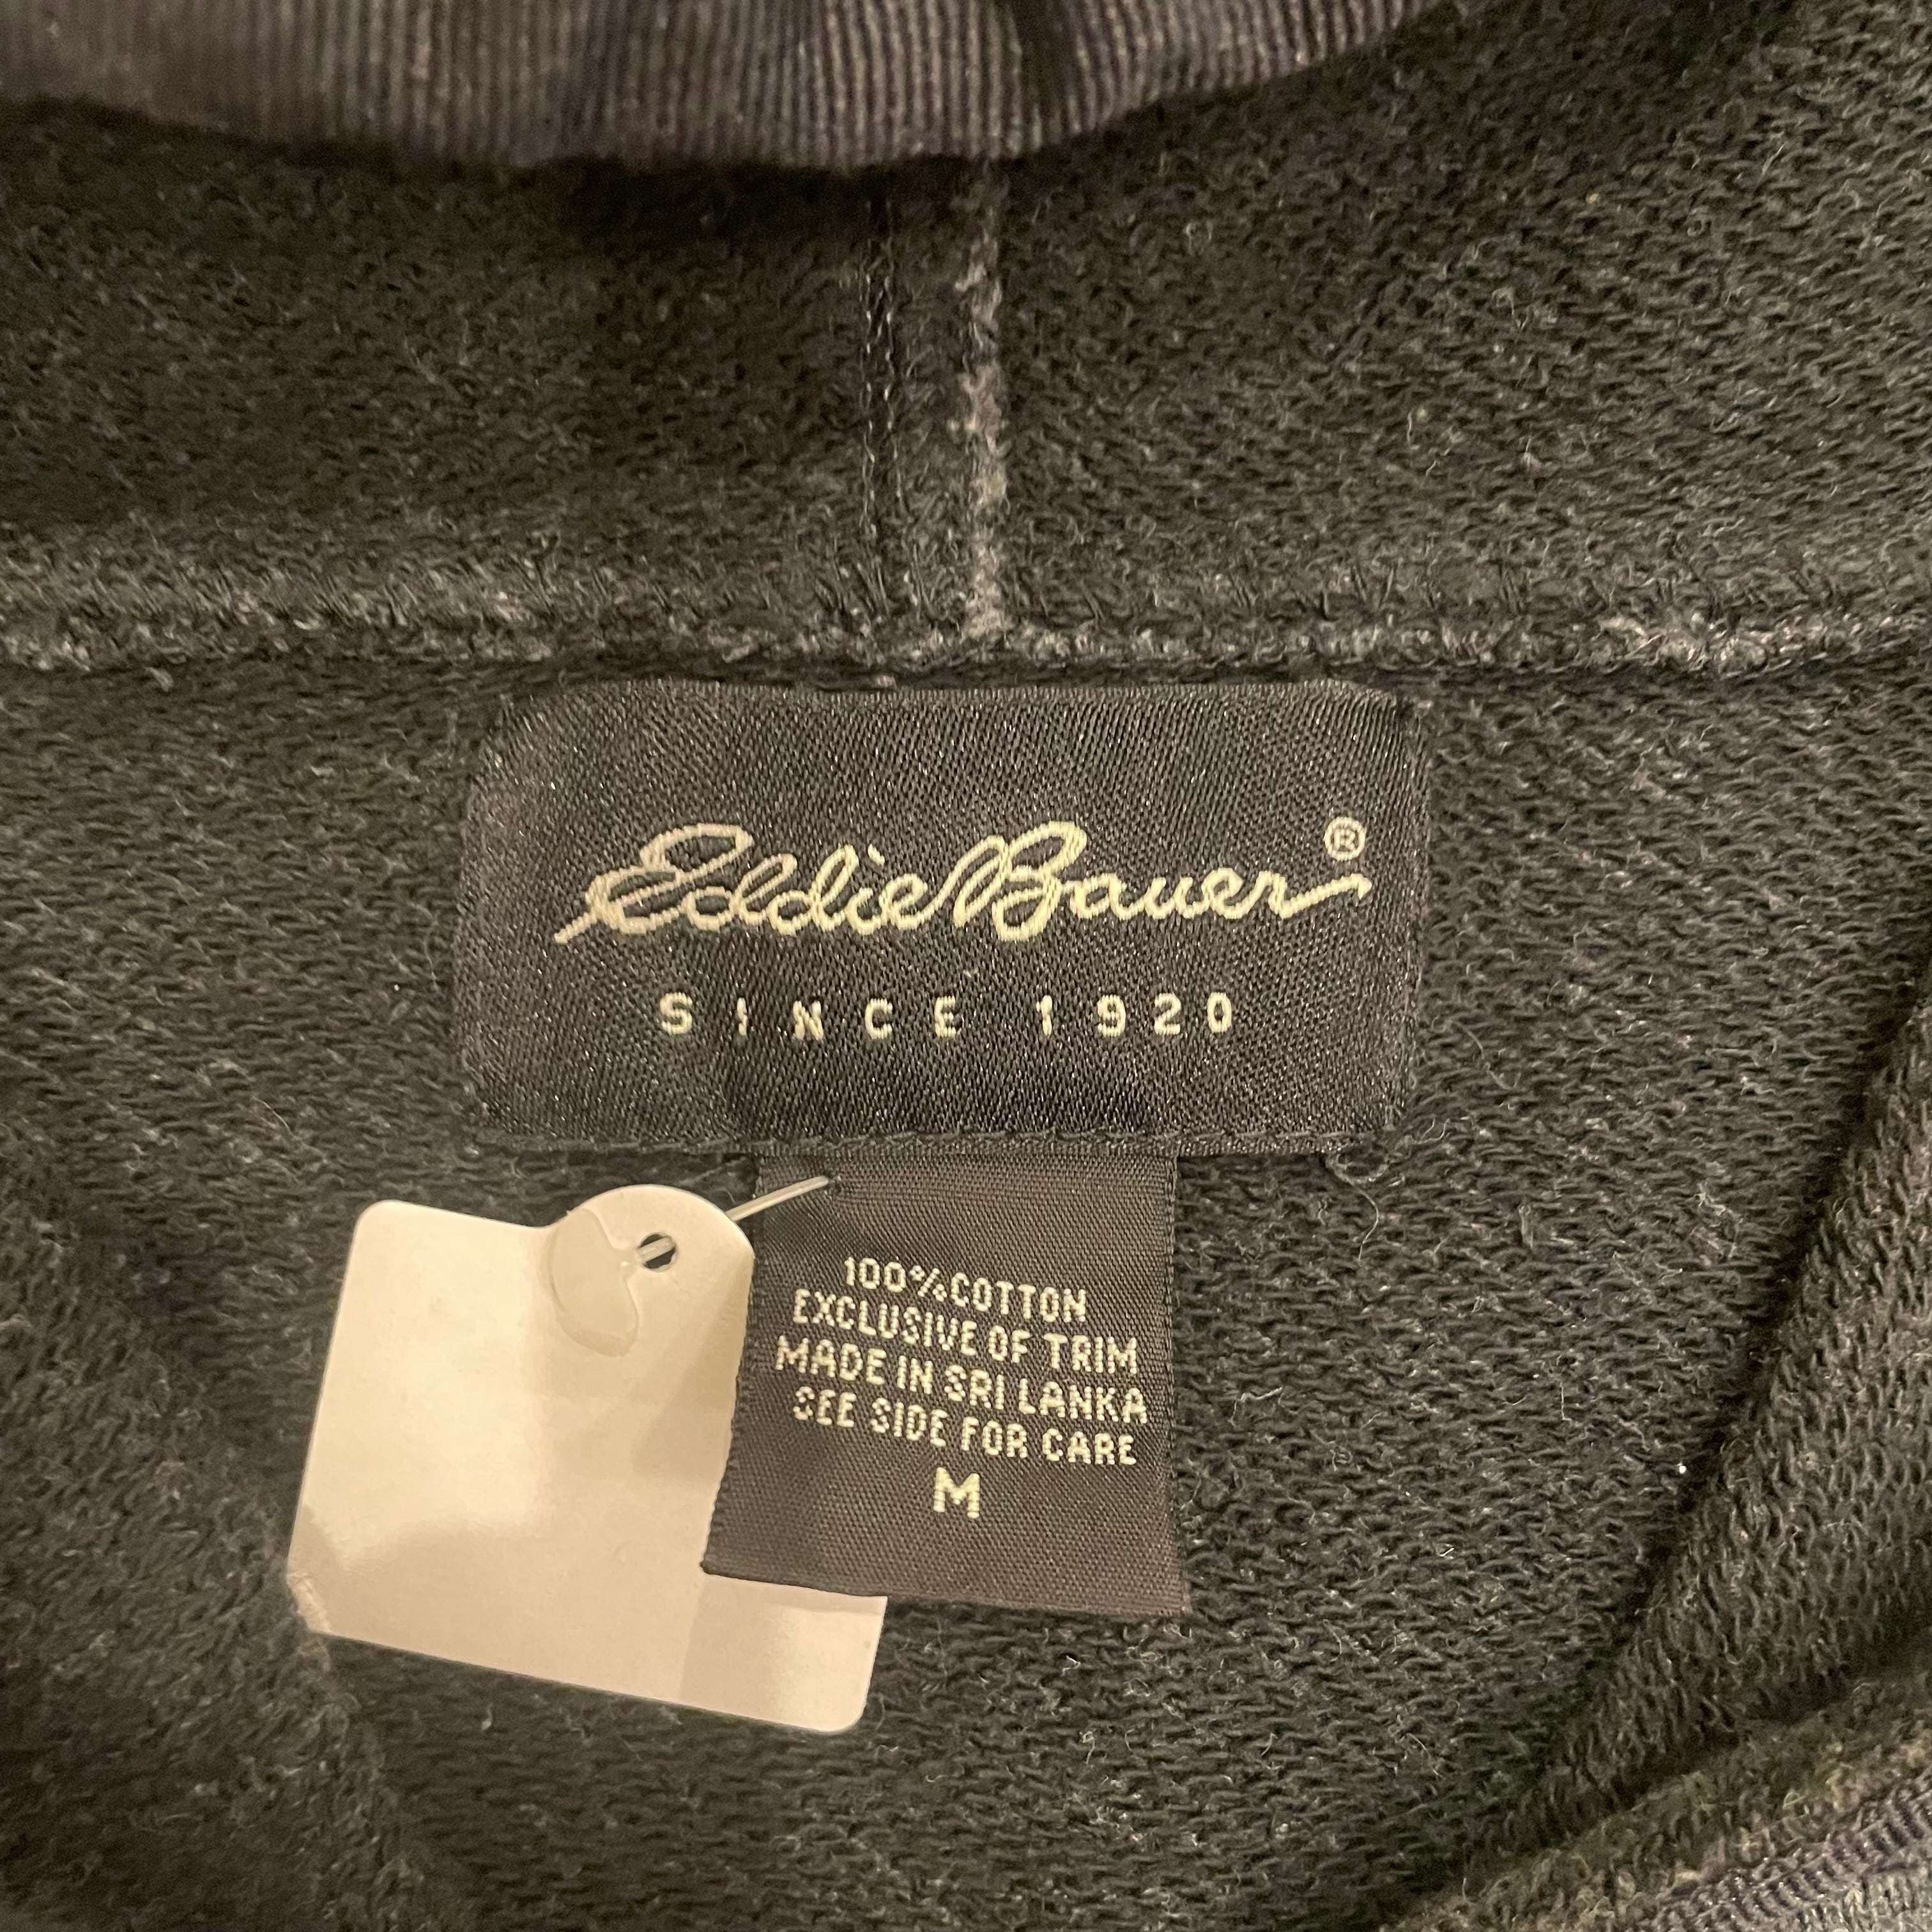 Eddie Bauer®
SINCE 1920
100% COTTON
EXCLUSIVE OF TRIM
MADE IN SRI LANKA
SEE SIDE FOR CARE
M